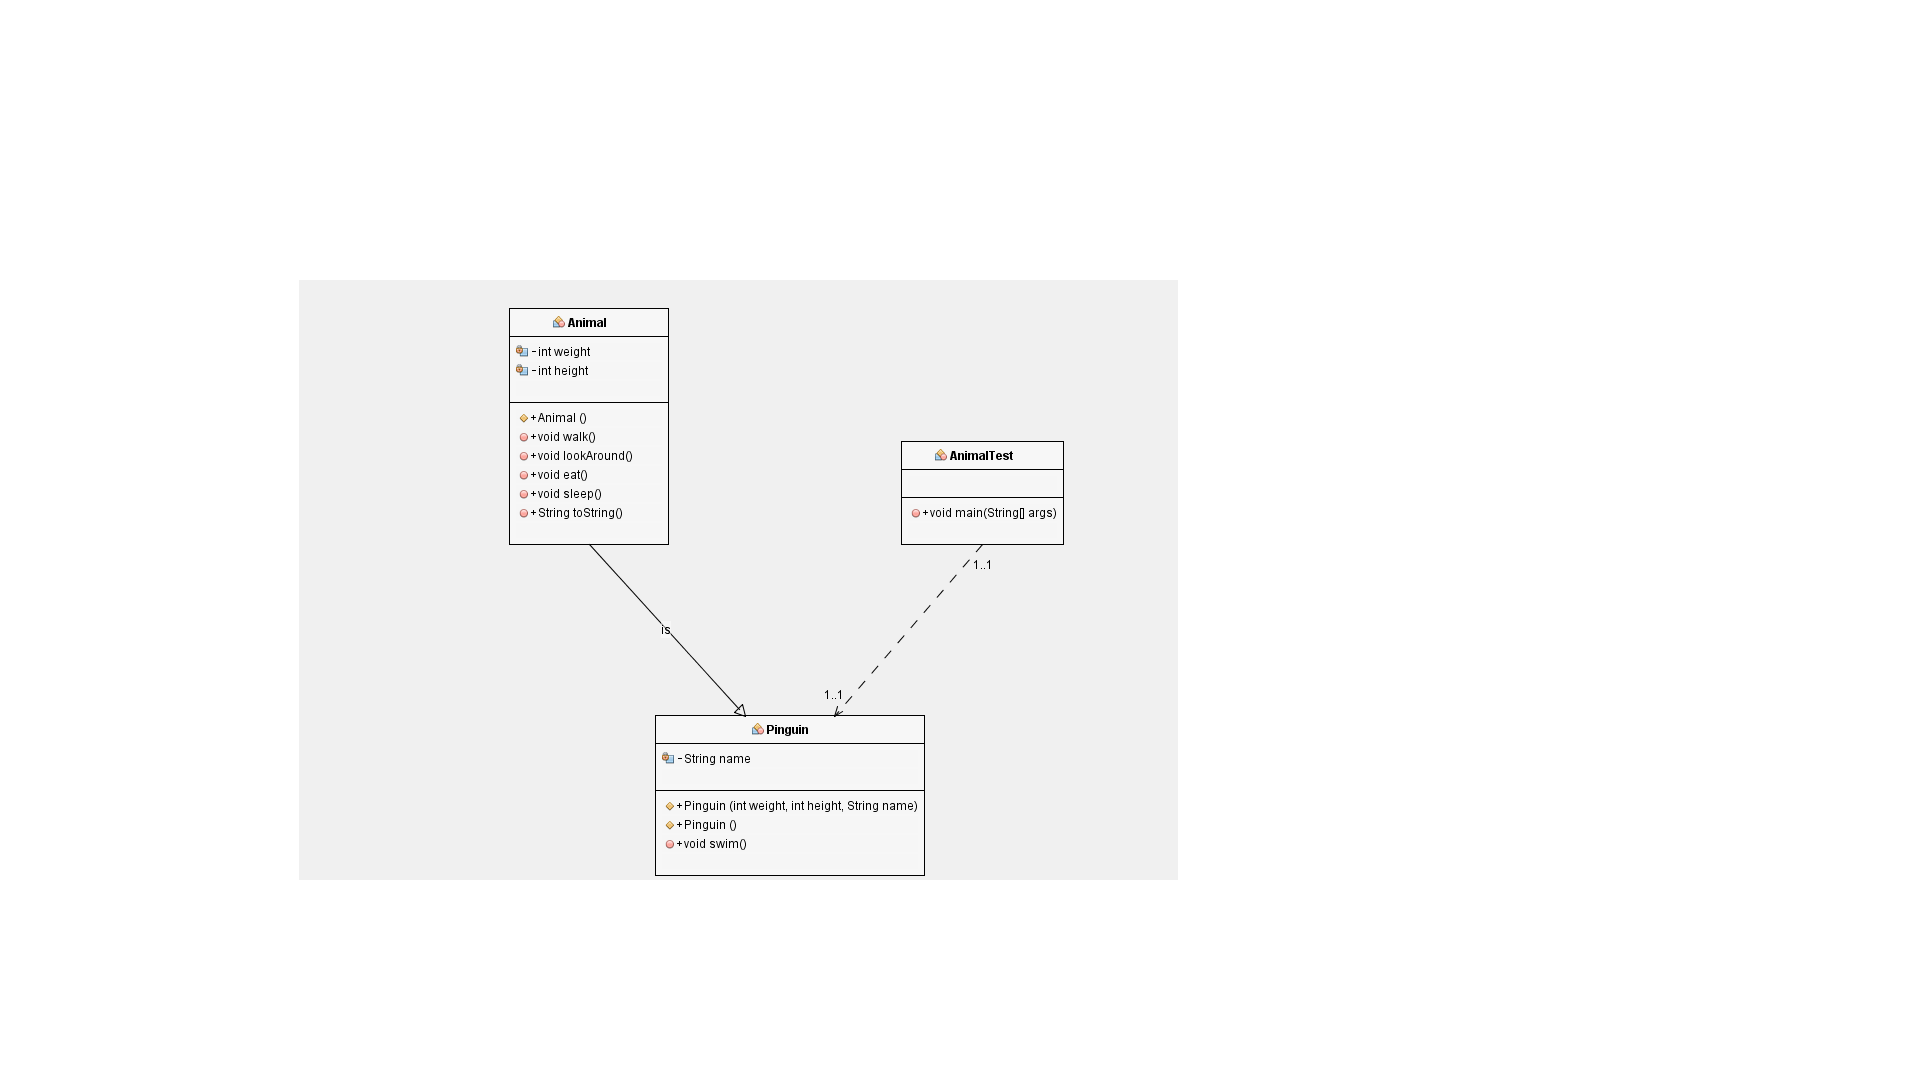 Animal
-int weight
-int height
+Animal ()
+void walk()
+void lookAround()
+void eat()
+void sleep()
+String toString()
AnimalTest
+void main(String[] args)
1..1
is
1..1
Pinguin
-String name
+Pinguin (int weight, int height, String name)
+Pinguin ()
+void swim()